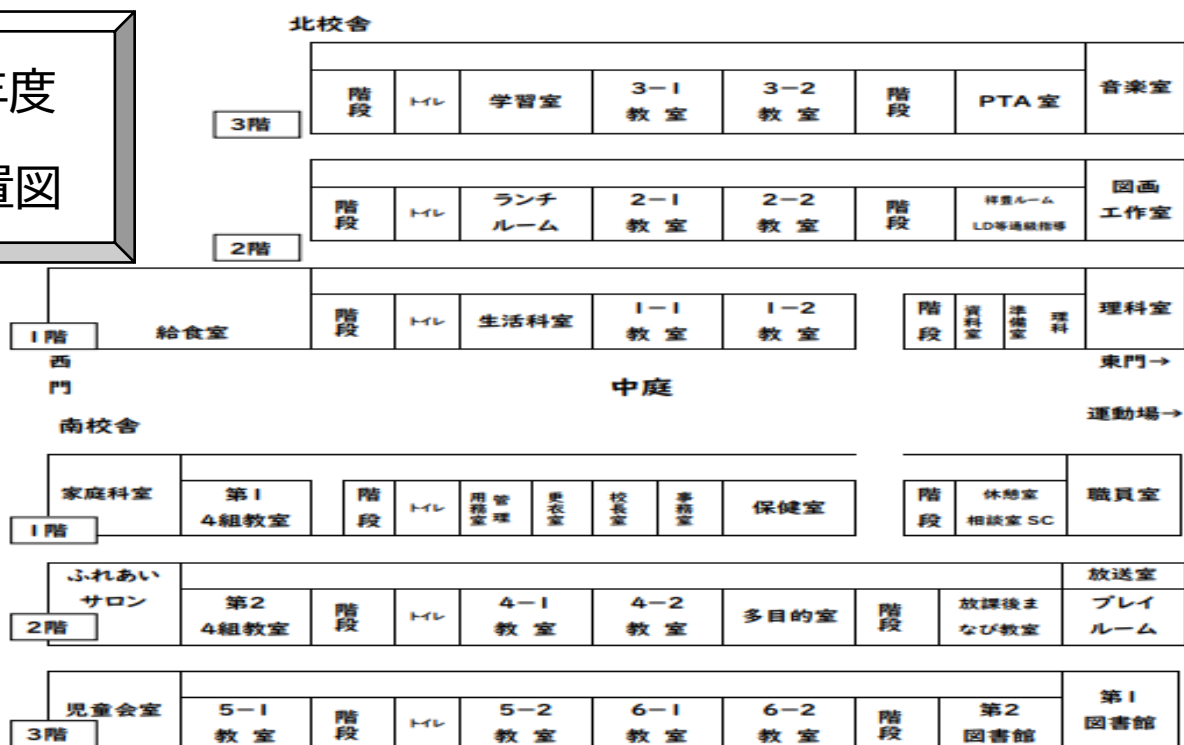 年度
置図
北校舎
3階
階段
トイレ
学習室
3-1
教室
3-2
教室
階段
PTA室
音楽室
2階
階段
トイレ
ランチ
ルーム
2-1
教室
2-2
教室
階段
LD等通級指導
図画
工作室
1階
給食室
階段
トイレ
生活科室
1-1
教室
1-2
教室
階段
資料室
理科
準備室
理科室
西門
中庭
東門→
運動場→
南校舎
1階
家庭科室
第1
4組教室
階段
トイレ
管理
用務室
更衣室
校長室
事務室
保健室
階段
休憩室
相談室SC
職員室
2階
ふれあい
サロン
第2
4組教室
階段
トイレ
4-1
教室
4-2
教室
多目的室
階段
放課後ま
なび教室
放送室
プレイ
ルーム
3階
児童会室
5-1
教室
階段
トイレ
5-2
教室
6-1
教室
6-2
教室
階段
第2
図書館
第1
図書館